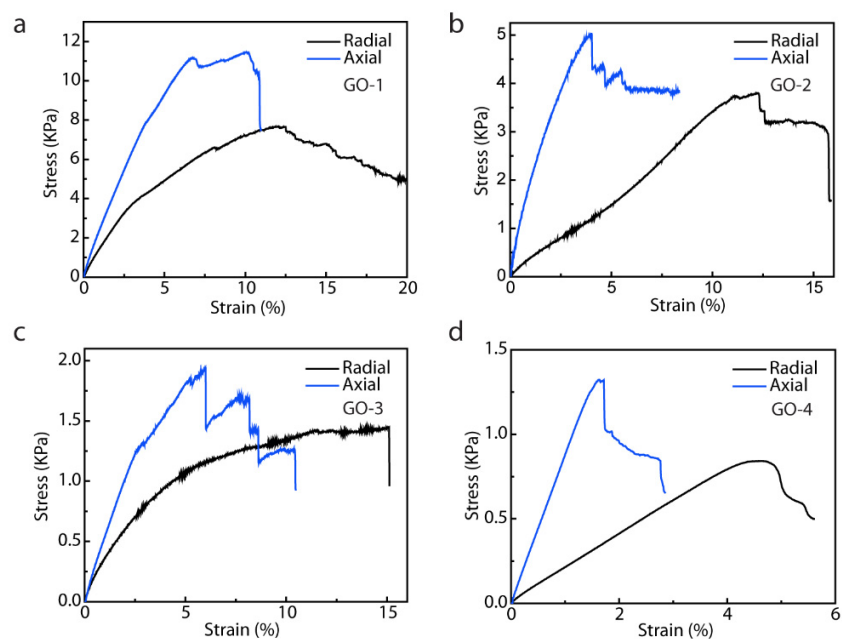 a
12
10
8
6
4
2
0
Stress (KPa)
Radial
Axial
GO-1
0
5
10
15
20
Strain (%)
b
5
4
3
2
1
0
Stress (KPa)
Radial
Axial
GO-2
0
5
10
15
Strain (%)
c
2.0
1.5
1.0
0.5
0.0
Stress (KPa)
Radial
Axial
GO-3
0
5
10
15
Strain (%)
d
1.5
1.0
0.5
0.0
Stress (KPa)
Radial
Axial
GO-4
0
2
4
6
Strain (%)